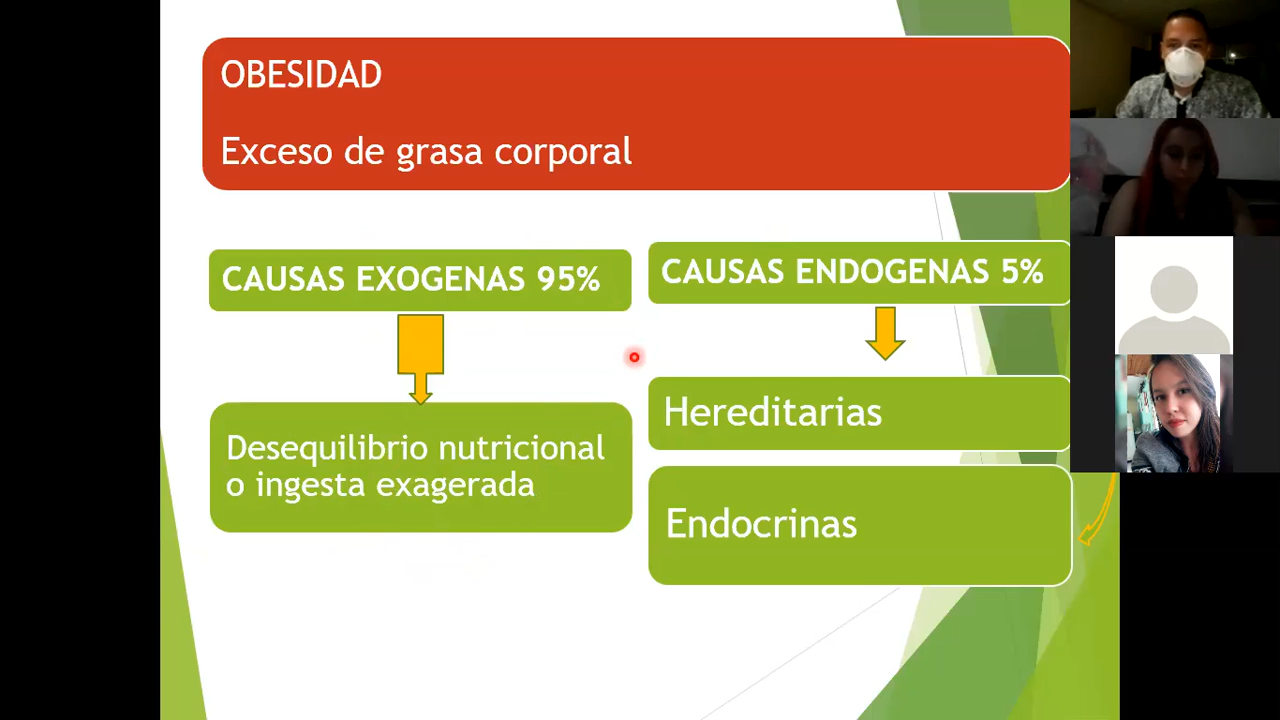 OBESIDAD
Exceso de grasa corporal
CAUSAS EXOGENAS 95%
Desequilibrio nutricional
o ingesta exagerada
CAUSAS ENDOGENAS 5%
Hereditarias
Endocrinas